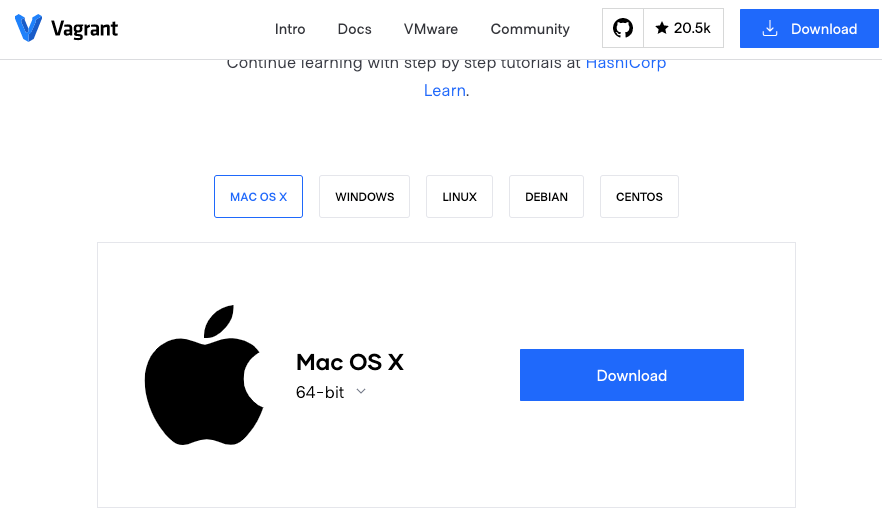 Vagrant
Intro Docs VMware Community 20.5k Download
Continue learning with step by step tutorials at HashiCorp
Learn.
MAC OS X WINDOWS LINUX DEBIAN CENTOS
Mac OS X
64-bit
Download